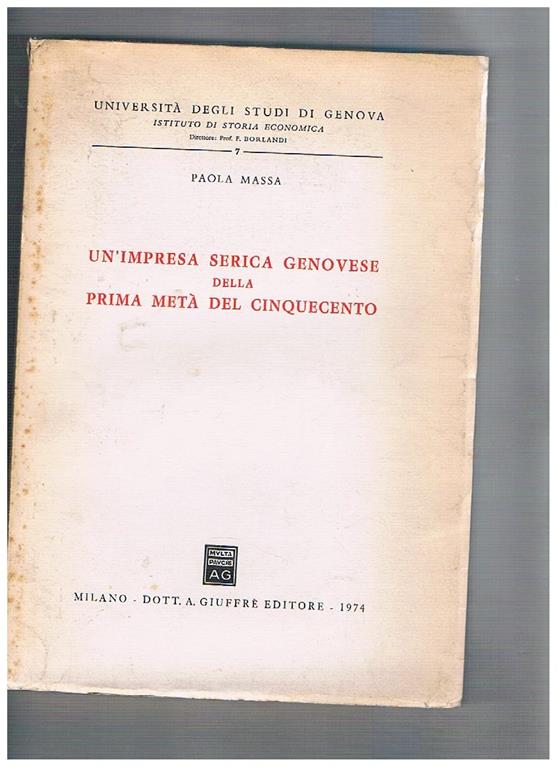 UNIVERSITÀ DEGLI STUDI DI GENOVA
ISTITUTO DI STORIA ECONOMICA
Direttore: Prof. F. BORLANDI
7
PAOLA MASSA
UN'IMPRESA SERICA GENOVESE
DELLA
PRIMA METÀ DEL CINQUECENTO
MVLTA
PAVCIS
AG
MILANO - DOTT. A. GIUFFRÈ EDITORE - 1974